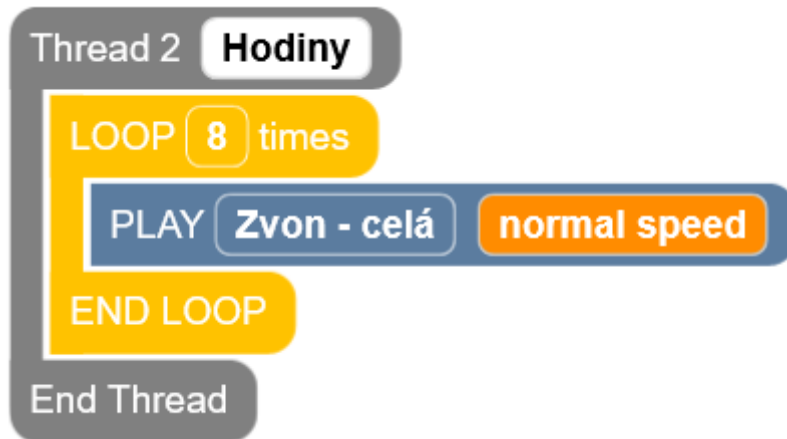 Thread 2 Hodiny
LOOP 8 times
PLAY Zvon - celá normal speed
END LOOP
End Thread